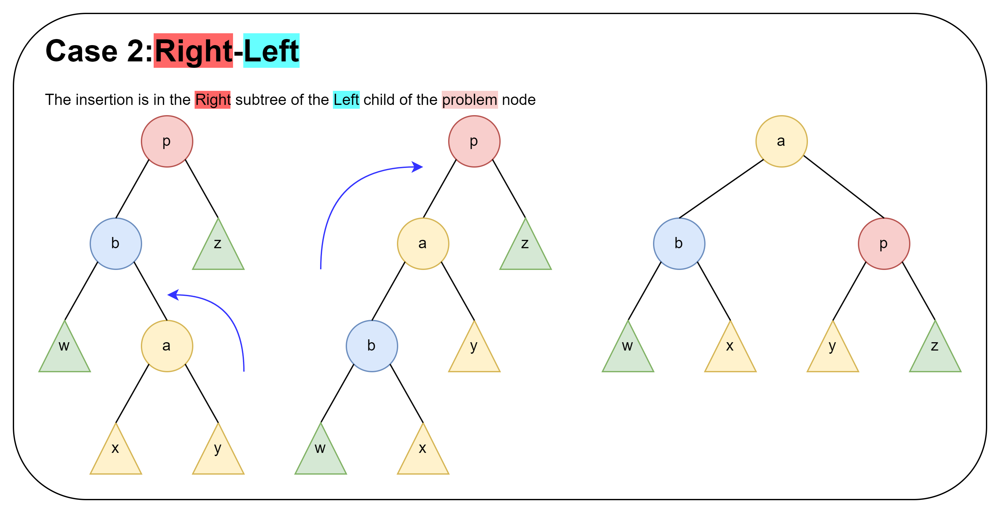 Case 2:Right-Left
The insertion is in the Right subtree of the Left child of the problem node
p
p
a
b
z
a
z
b
p
w
a
b
y
w
x
y
z
x
y
w
x